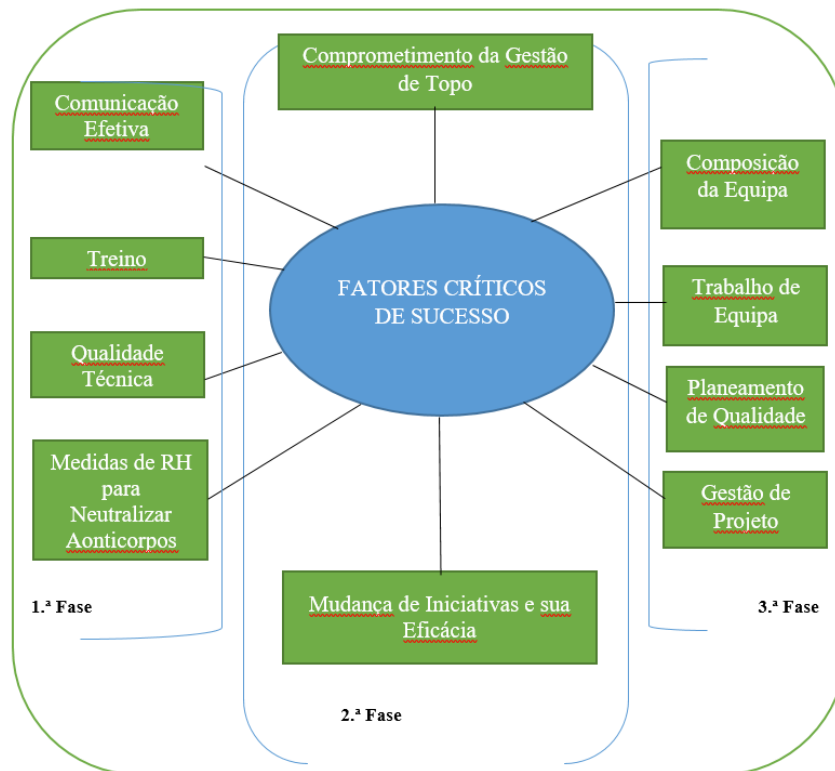 Comprometimento da Gestão
de Topo
Comunicação
Efetiva
Treino
Qualidade
Técnica
Medidas de RH
para
Neutralizar
Aonticorpos
1.ª Fase
FATORES CRÍTICOS
DE SUCESSO
Mudança de Iniciativas e sua
Eficácia
2.ª Fase
Composição
da Equipa
Trabalho de
Equipa
Planeamento
de Qualidade
Gestão de
Projeto
3.ª Fase